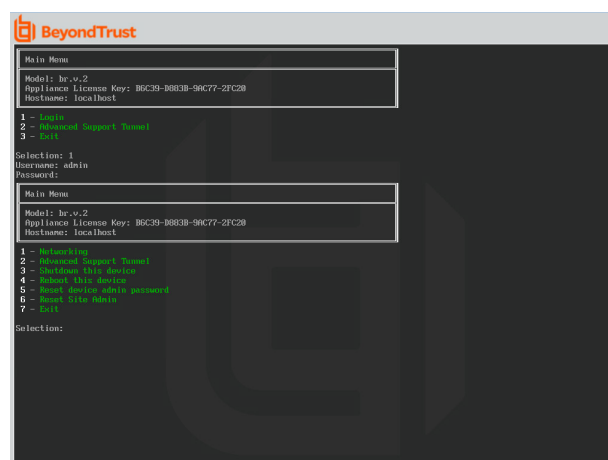 BeyondTrust
Main Menu
Model: br.v.2
Appliance License Key: B6C39-D883B-9AC77-2FC20
Hostname: localhost
1 - Login
2 - Advanced Support Tunnel
3 - Exit
Selection: 1
Username: admin
Password:
Main Menu
Model: br.v.2
Appliance License Key: B6C39-D883B-9AC77-2FC20
Hostname: localhost
1 - Networking
2 - Advanced Support Tunnel
3 - Shutdown this device
4 - Reboot this device
5 - Reset device admin password
6 - Reset Site Admin
7 - Exit
Selection: